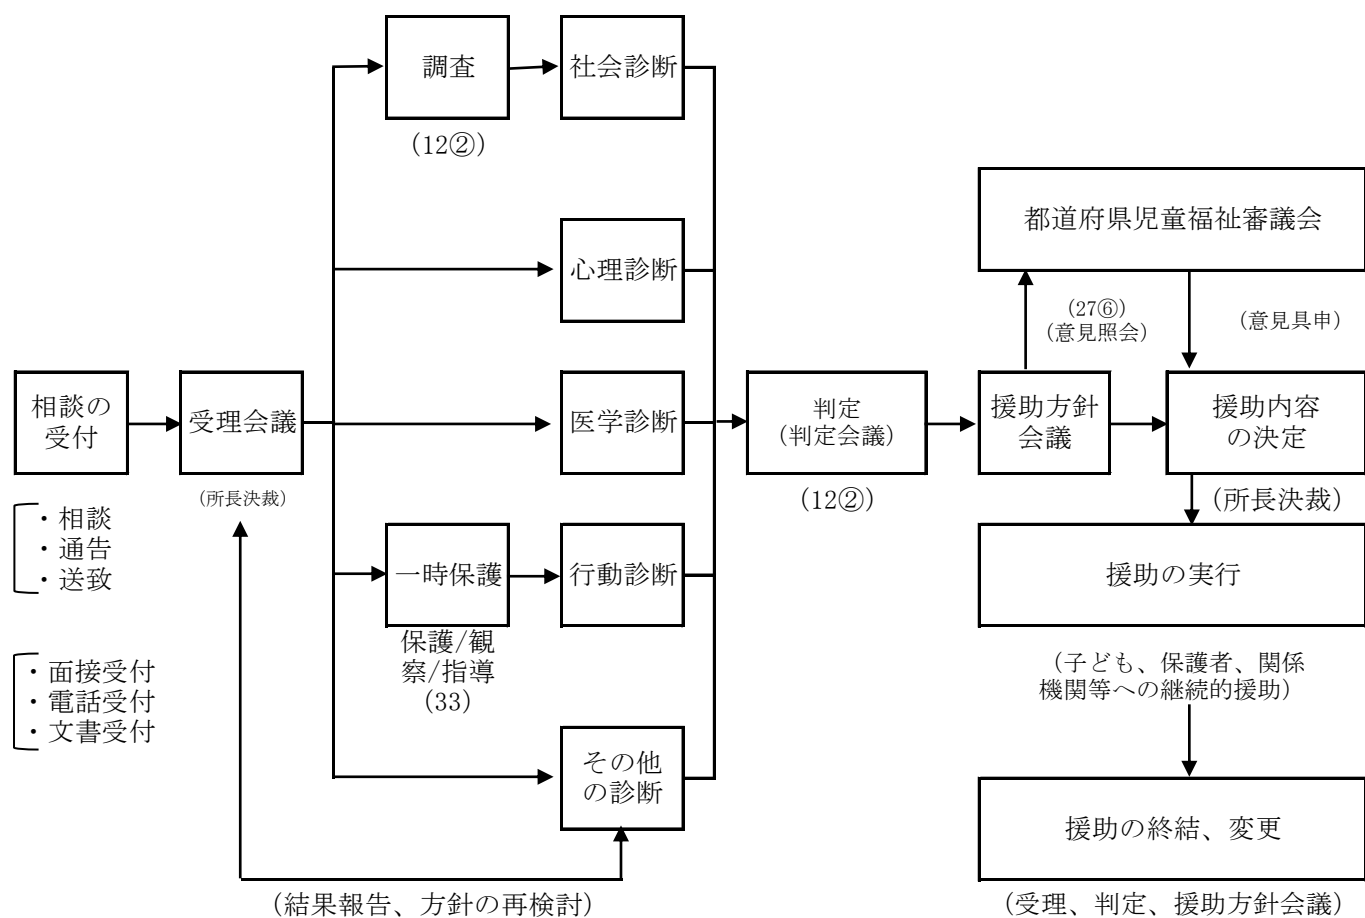 調査
社会診断
(12②)
都道府県児童福祉審議会
心理診断
(27⑥)
(意見照会)
(意見具申)
相談の
受付
受理会議
医学診断
判定
(判定会議)
援助方針
会議
援助内容
の決定
(所長決裁)
(12②)
(所長決裁)
・相談
・通告
・送致
一時保護
行動診断
援助の実行
保護/観
察/指導
(33)
(子ども、保護者、関係
機関等への継続的援助)
・面接受付
・電話受付
・文書受付
その他
の診断
援助の終結、変更
(結果報告、方針の再検討)
(受理、判定、援助方針会議)